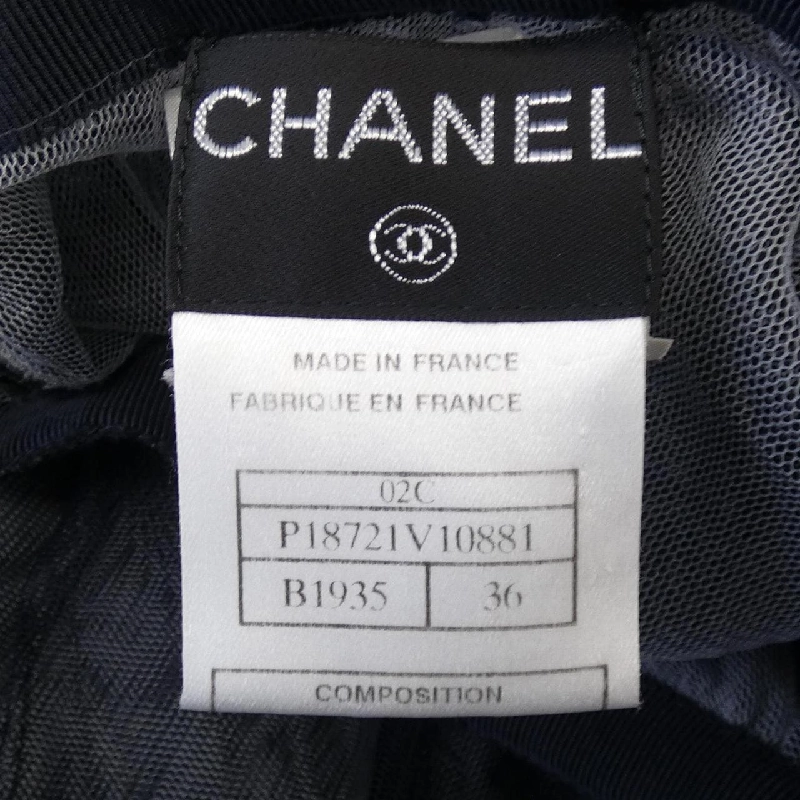 CHANEL
MADE IN FRANCE
FABRIQUE EN FRANCE
02C
P18721V10881
B1935 36
COMPOSITION